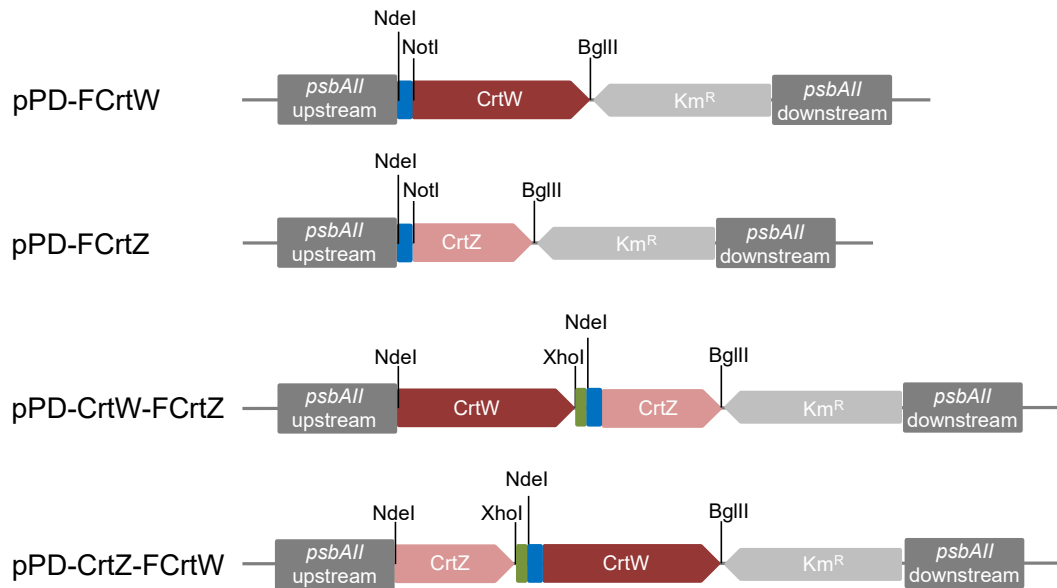 NdeI
NotI
BglII
pPD-FCrtW
psbAII
upstream
CrtW
KmR
psbAII
downstream
NdeI
NotI
BglII
pPD-FCrtZ
psbAII
upstream
CrtZ
KmR
psbAII
downstream
NdeI
NdeI
XhoI
BglII
pPD-CrtW-FCrtZ
psbAII
upstream
CrtW
CrtZ
KmR
psbAII
downstream
NdeI
NdeI
XhoI
BglII
pPD-CrtZ-FCrtW
psbAII
upstream
CrtZ
CrtW
KmR
psbAII
downstream